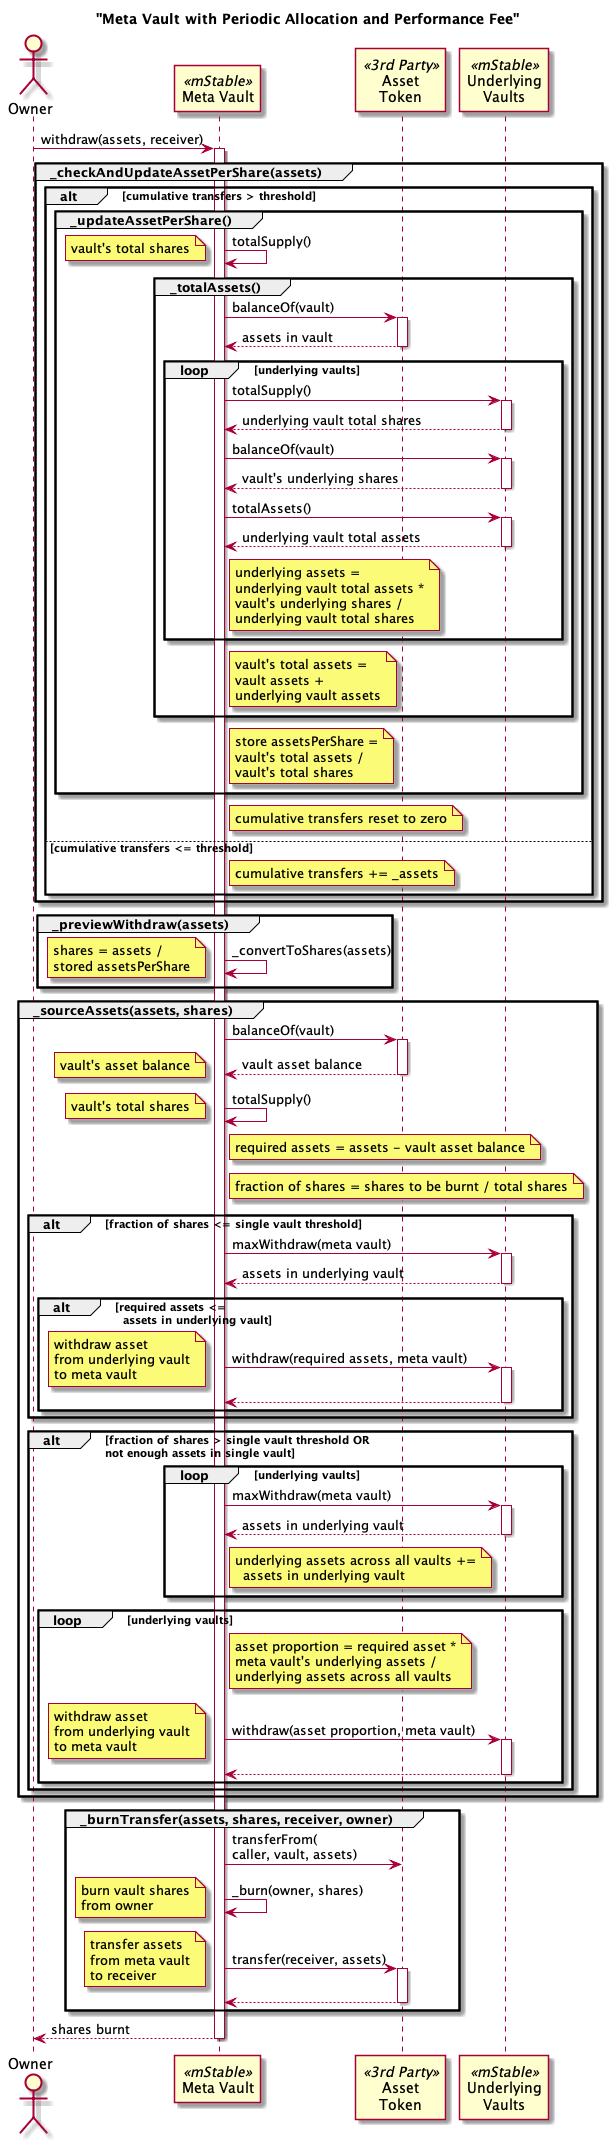 "Meta Vault with Periodic Allocation and Performance Fee"
Owner
«mStable»
Meta Vault
«3rd Party»
Asset
Token
«mStable»
Underlying
Vaults
withdraw(assets, receiver)
_checkAndUpdateAssetPerShare(assets)
alt [cumulative transfers > threshold]
_updateAssetPerShare()
vault's total shares
totalSupply()
_totalAssets()
balanceOf(vault)
assets in vault
loop [underlying vaults]
totalSupply()
underlying vault total shares
balanceOf(vault)
vault's underlying shares
totalAssets()
underlying vault total assets
underlying assets =
underlying vault total assets *
vault's underlying shares /
underlying vault total shares
vault's total assets =
vault assets +
underlying vault assets
store assetsPerShare =
vault's total assets /
vault's total shares
cumulative transfers reset to zero
[cumulative transfers <= threshold]
cumulative transfers += _assets
_previewWithdraw(assets)
shares = assets /
stored assetsPerShare
_convertToShares(assets)
_sourceAssets(assets, shares)
balanceOf(vault)
vault's asset balance
vault asset balance
vault's total shares
totalSupply()
required assets = assets - vault asset balance
fraction of shares = shares to be burnt / total shares
alt [fraction of shares <= single vault threshold]
maxWithdraw(meta vault)
assets in underlying vault
alt [required assets <=
assets in underlying vault]
withdraw asset
from underlying vault
to meta vault
withdraw(required assets, meta vault)
alt [fraction of shares > single vault threshold OR
not enough assets in single vault]
loop [underlying vaults]
maxWithdraw(meta vault)
assets in underlying vault
underlying assets across all vaults +=
assets in underlying vault
loop [underlying vaults]
asset proportion = required asset *
meta vault's underlying assets /
underlying assets across all vaults
withdraw asset
from underlying vault
to meta vault
withdraw(asset proportion, meta vault)
_burnTransfer(assets, shares, receiver, owner)
transferFrom(
caller, vault, assets)
burn vault shares
from owner
_burn(owner, shares)
transfer assets
from meta vault
to receiver
transfer(receiver, assets)
shares burnt
Owner
«mStable»
Meta Vault
«3rd Party»
Asset
Token
«mStable»
Underlying
Vaults